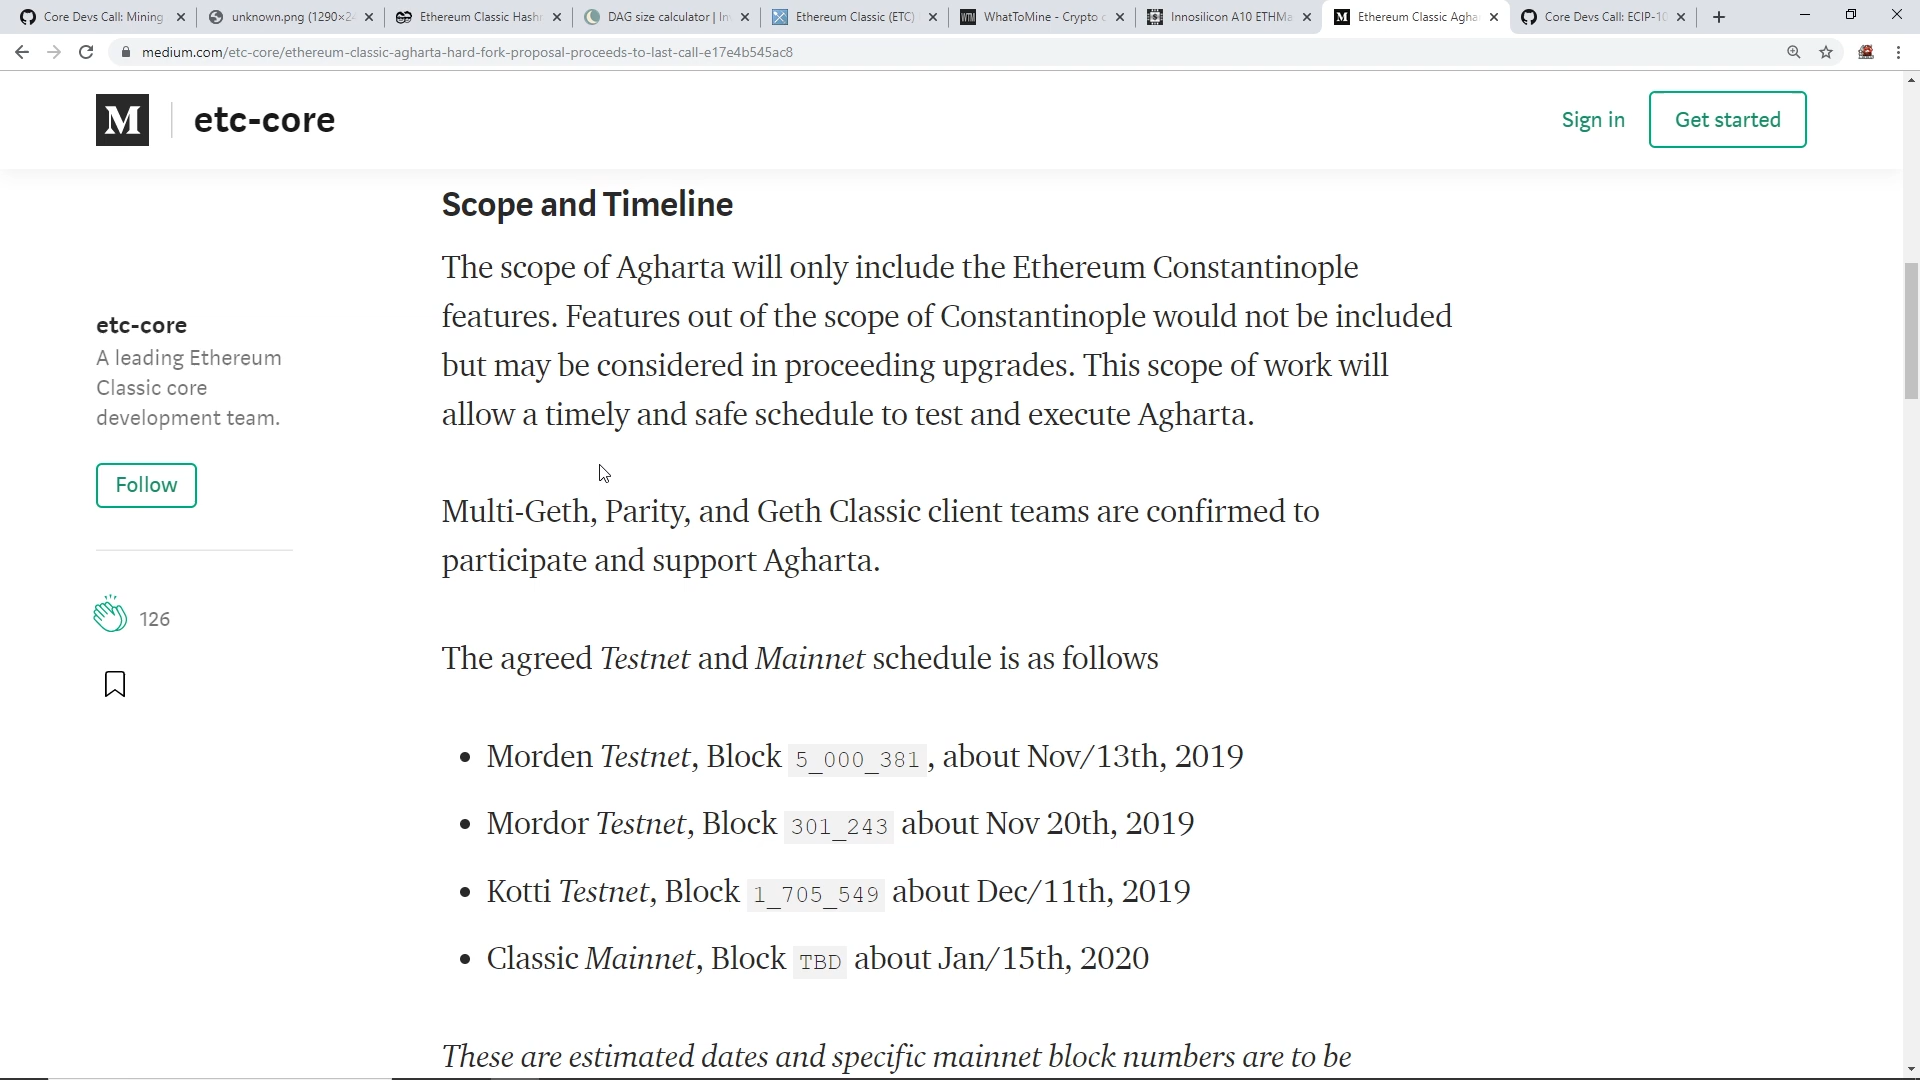 Core Devs Call: Mining
unknown.png (1290×2
Ethereum Classic Hashr
DAG size calculator | In
Ethereum Classic (ETC)
WhatToMine - Crypto c
Innosilicon A10 ETHMa
Ethereum Classic Agha
Core Devs Call: ECIP-10
medium.com/etc-core/ethereum-classic-agharta-hard-fork-proposal-proceeds-to-last-call-e17e4b545ac8
M
etc-core
Sign in
Get started
Scope and Timeline
The scope of Agharta will only include the Ethereum Constantinople
features. Features out of the scope of Constantinople would not be included
but may be considered in proceeding upgrades. This scope of work will
allow a timely and safe schedule to test and execute Agharta.
etc-core
A leading Ethereum
Classic core
development team.
Follow
126
Multi-Geth, Parity, and Geth Classic client teams are confirmed to
participate and support Agharta.
The agreed Testnet and Mainnet schedule is as follows
• Morden Testnet, Block 5_000_381, about Nov/13th, 2019
• Mordor Testnet, Block 301_243 about Nov 20th, 2019
• Kotti Testnet, Block 1_705_549 about Dec/11th, 2019
• Classic Mainnet, Block TBD about Jan/15th, 2020
These are estimated dates and specific mainnet block numbers are to be